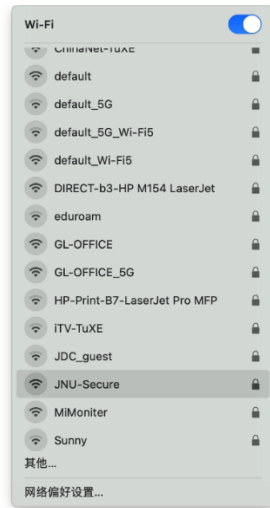 Wi-Fi
ChinaNet-TuXE
default
default_5G
default_5G_Wi-Fi5
default_Wi-Fi5
DIRECT-b3-HP M154 LaserJet
eduroam
GL-OFFICE
GL-OFFICE_5G
HP-Print-B7-LaserJet Pro MFP
iTV-TuXE
JDC_guest
JNU-Secure
MiMoniter
Sunny
其他...
网络偏好设置...